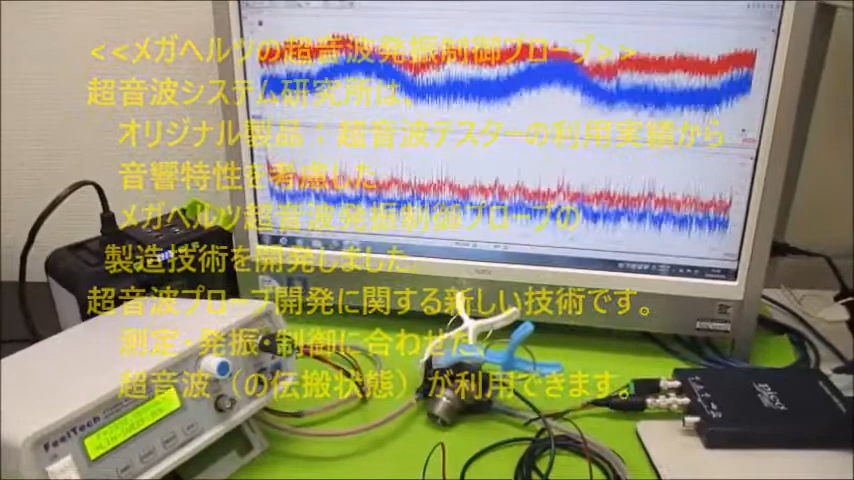 <<メガヘルツの超音波発振制御プローブ>>
超音波システム研究所は、
オリジナル製品：超音波テスターの利用実績から
音響特性を考慮した
メガヘルツ超音波発振制御プローブの
製造技術を開発しました。
超音波プローブ開発に関する新しい技術です。
測定・発振・制御に合わせた、
超音波（の伝搬状態）が利用できます。
FeelTech
pico